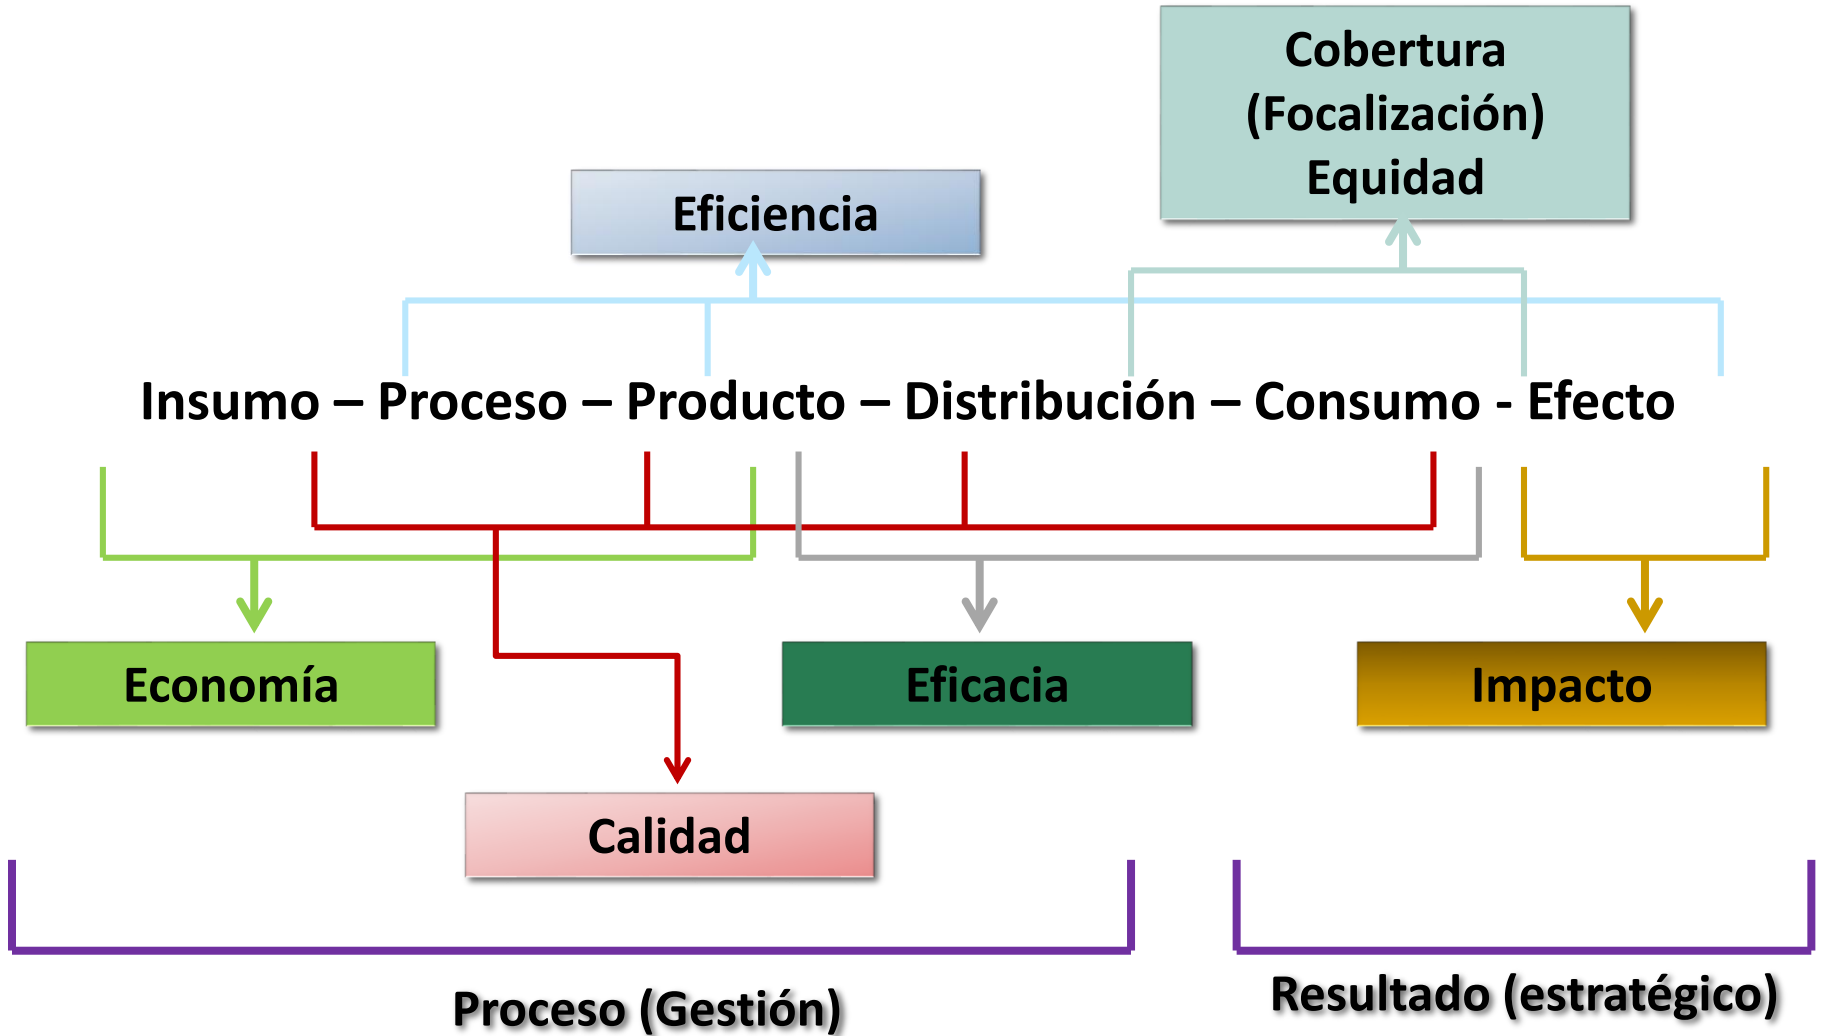 Cobertura
(Focalización)
Equidad
Eficiencia
Insumo – Proceso – Producto – Distribución – Consumo - Efecto
Economía
Eficacia
Impacto
Calidad
Proceso (Gestión)
Resultado (estratégico)